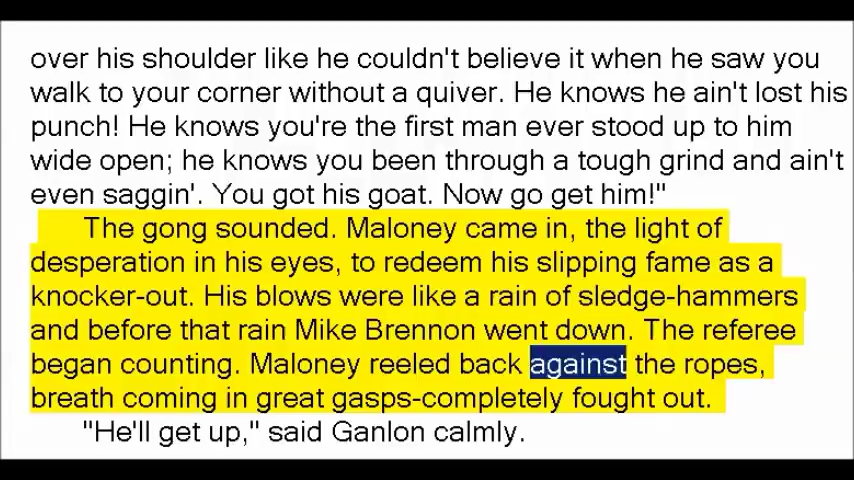 over his shoulder like he couldn't believe it when he saw you
walk to your corner without a quiver. He knows he ain't lost his
punch! He knows you're the first man ever stood up to him
wide open; he knows you been through a tough grind and ain't
even saggin'. You got his goat. Now go get him!"
The gong sounded. Maloney came in, the light of
desperation in his eyes, to redeem his slipping fame as a
knocker-out. His blows were like a rain of sledge-hammers
and before that rain Mike Brennon went down. The referee
began counting. Maloney reeled back against the ropes,
breath coming in great gasps-completely fought out.
"He'll get up," said Ganlon calmly.